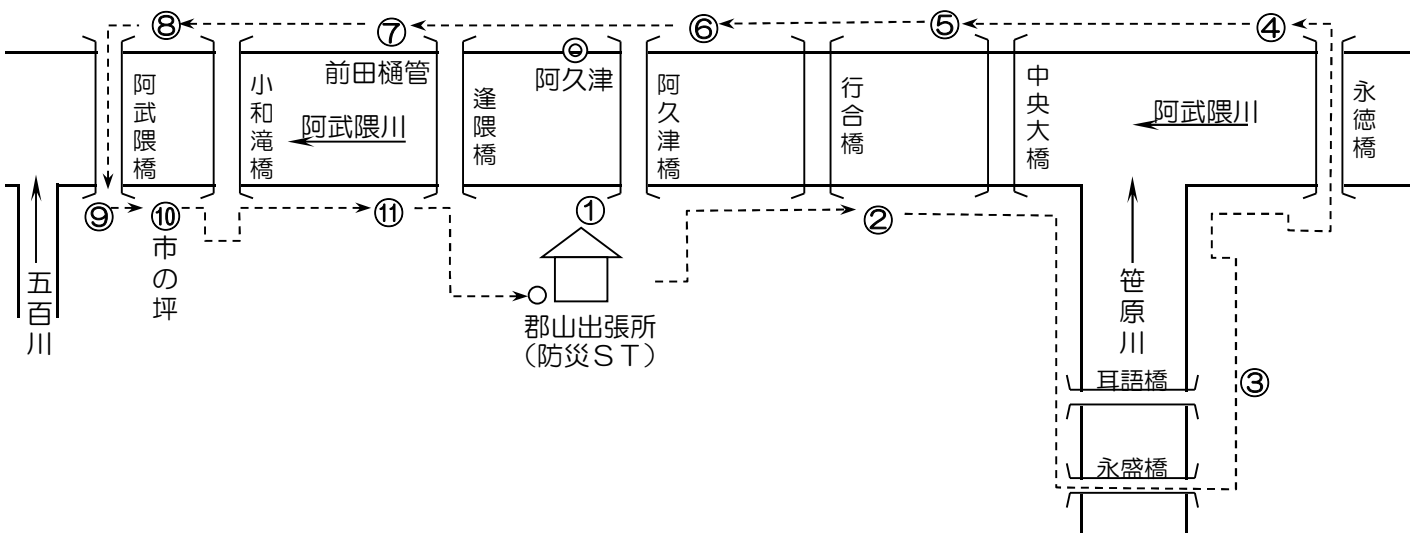 ⑧
⑦
⑥
⑤
④
阿武隈橋
小和滝橋
前田樋管
阿武隈川
逢隈橋
阿久津
阿久津橋
行合橋
中央大橋
阿武隈川
永徳橋
⑨
⑩
市の坪
⑪
①
②
五百川
郡山出張所
（防災ＳＴ）
笹原川
耳語橋
③
永盛橋